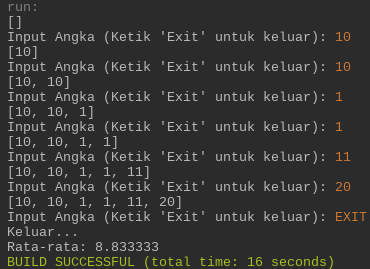 run:
[]
Input Angka (Ketik 'Exit' untuk keluar): 10
[10]
Input Angka (Ketik 'Exit' untuk keluar): 10
[10, 10]
Input Angka (Ketik 'Exit' untuk keluar): 1
[10, 10, 1]
Input Angka (Ketik 'Exit' untuk keluar): 1
[10, 10, 1, 1]
Input Angka (Ketik 'Exit' untuk keluar): 11
[10, 10, 1, 1, 11]
Input Angka (Ketik 'Exit' untuk keluar): 20
[10, 10, 1, 1, 11, 20]
Input Angka (Ketik 'Exit' untuk keluar): EXIT
Keluar...
Rata-rata: 8.833333
BUILD SUCCESSFUL (total time: 16 seconds)